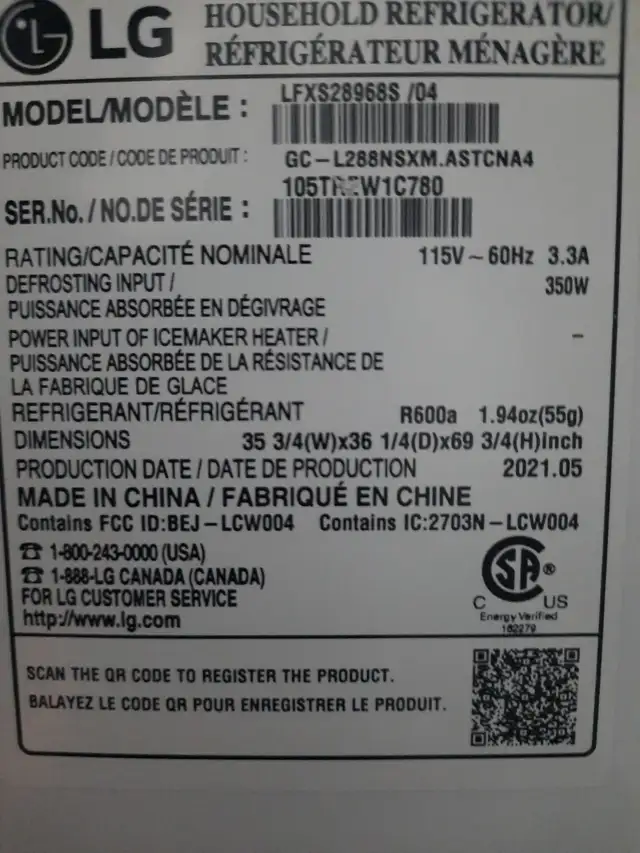 LG HOUSEHOLD REFRIGERATOR/
RÉFRIGÉRATEUR MÉNAGÈRE
MODEL/MODÈLE : LFXS28968S /04
PRODUCT CODE / CODE DE PRODUIT : GC-L288NSXM.ASTCNA4
SER.No. / NO.DE SÉRIE :
RATING/CAPACITÉ NOMINALE 115V ~ 60Hz 3.3A
DEFROSTING INPUT / 350W
PUISSANCE ABSORBÉE EN DÉGIVRAGE
POWER INPUT OF ICEMAKER HEATER / -
PUISSANCE ABSORBÉE DE LA RÉSISTANCE DE
LA FABRIQUE DE GLACE
REFRIGERANT/RÉFRIGÉRANT R600a 1.94oz(55g)
DIMENSIONS 35 3/4(W)x36 1/4(D)x69 3/4(H)inch
PRODUCTION DATE / DATE DE PRODUCTION 2021.05
MADE IN CHINA / FABRIQUÉ EN CHINE
Contains FCC ID:BEJ-LCW004 Contains IC:2703N-LCW004
☎ 1-800-243-0000 (USA)
☎ 1-888-LG CANADA (CANADA)
FOR LG CUSTOMER SERVICE
http://www.lg.com
SA ®
C US
Energy Verified
162279
SCAN THE QR CODE TO REGISTER THE PRODUCT.
BALAYEZ LE CODE QR POUR ENREGISTRER LE PRODUIT.